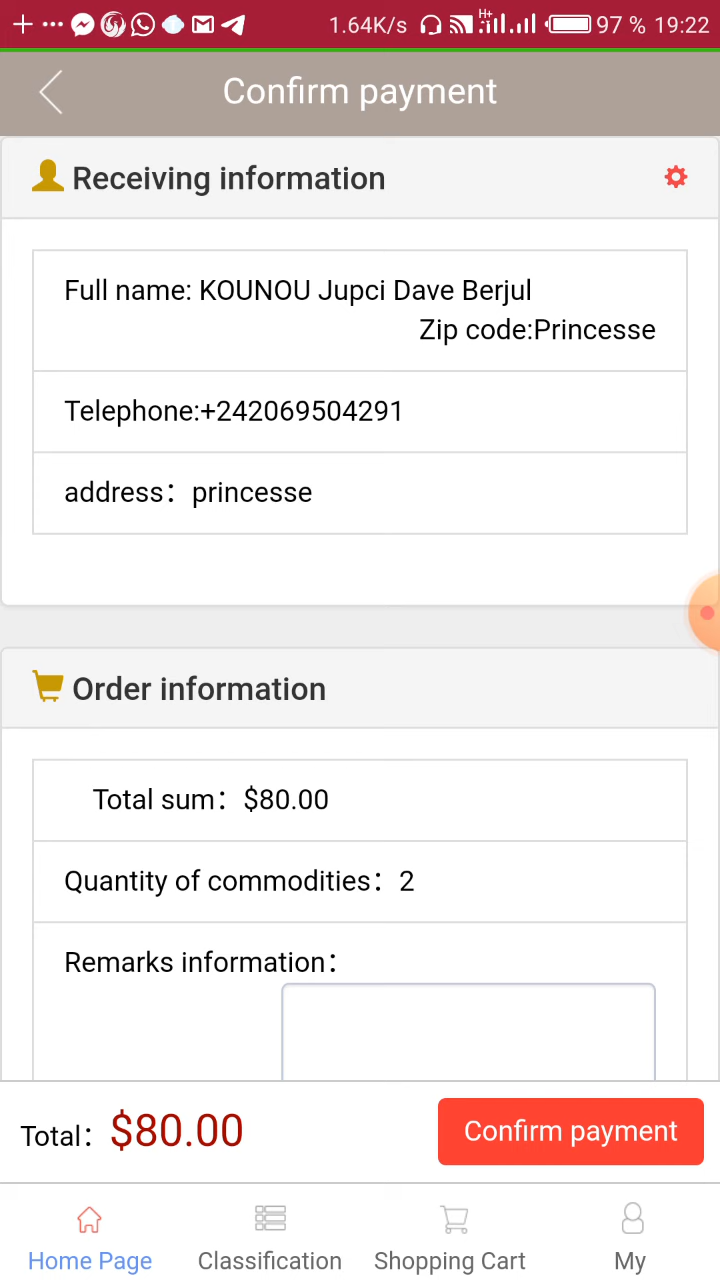 1.64K/s H+ 97 % 19:22
Confirm payment
Receiving information
Full name: KOUNOU Jupci Dave Berjul
Zip code:Princesse
Telephone:+242069504291
address：princesse
Order information
Total sum：$80.00
Quantity of commodities：2
Remarks information：
Total：$80.00
Confirm payment
Home Page Classification Shopping Cart My